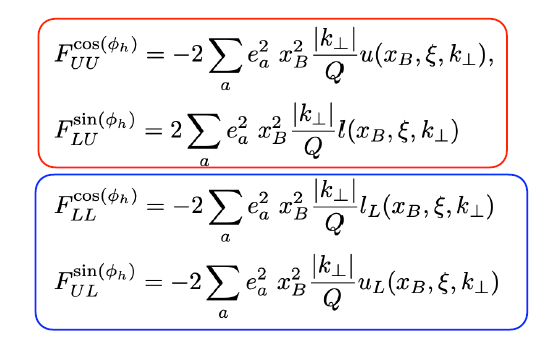 F_{UU}^{\cos(\phi_h)} = -2 \sum_a e_a^2 x_B^2 \frac{|k_\perp|}{Q} u(x_B, \xi, k_\perp),
F_{LU}^{\sin(\phi_h)} = 2 \sum_a e_a^2 x_B^2 \frac{|k_\perp|}{Q} l(x_B, \xi, k_\perp)
F_{LL}^{\cos(\phi_h)} = -2 \sum_a e_a^2 x_B^2 \frac{|k_\perp|}{Q} l_L(x_B, \xi, k_\perp)
F_{UL}^{\sin(\phi_h)} = -2 \sum_a e_a^2 x_B^2 \frac{|k_\perp|}{Q} u_L(x_B, \xi, k_\perp)